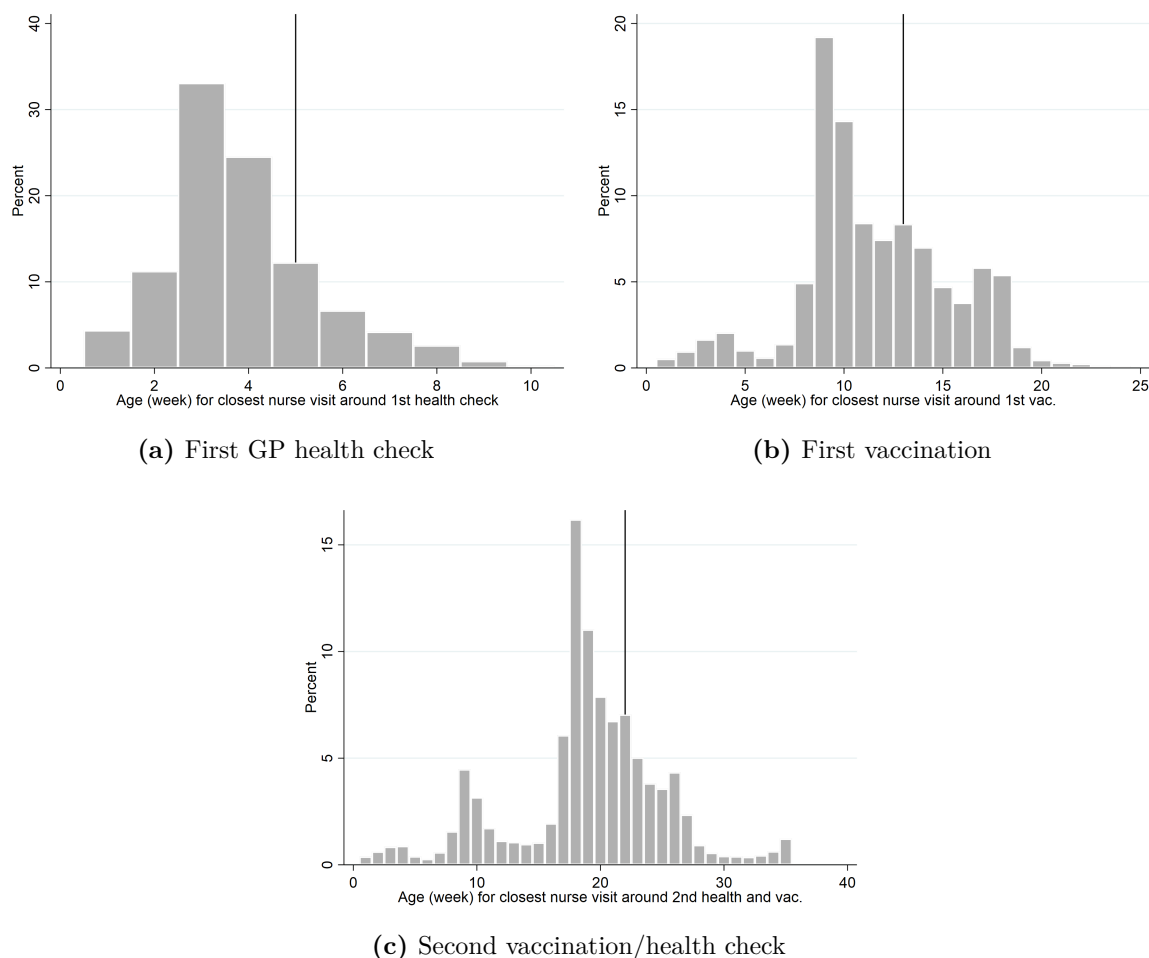 40
30
20
10
0
Percent
0 2 4 6 8 10
Age (week) for closest nurse visit around 1st health check
(a) First GP health check
20
15
10
5
0
Percent
0 5 10 15 20 25
Age (week) for closest nurse visit around 1st vac.
(b) First vaccination
15
10
5
0
Percent
0 10 20 30 40
Age (week) for closest nurse visit around 2nd health and vac.
(c) Second vaccination/health check